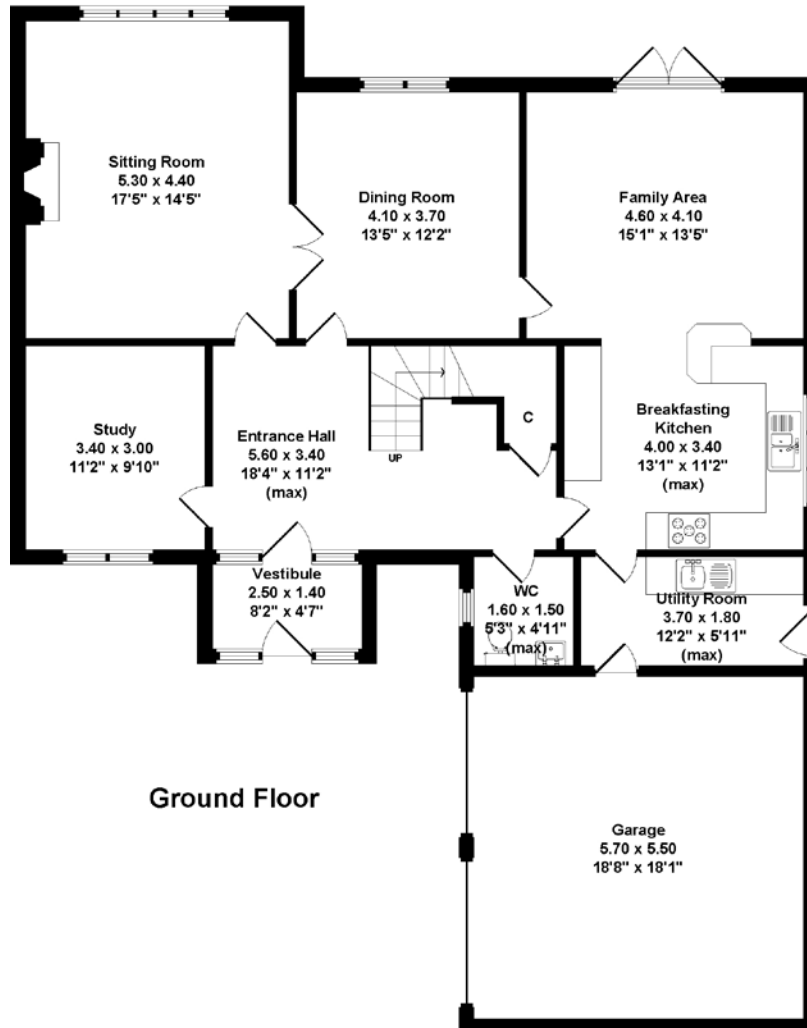 Sitting Room
5.30 x 4.40
17'5" x 14'5"
Dining Room
4.10 x 3.70
13'5" x 12'2"
Family Area
4.60 x 4.10
15'1" x 13'5"
Study
3.40 x 3.00
11'2" x 9'10"
Entrance Hall
5.60 x 3.40
18'4" x 11'2"
(max)
UP
C
Breakfasting
Kitchen
4.00 x 3.40
13'1" x 11'2"
(max)
Vestibule
2.50 x 1.40
8'2" x 4'7"
WC
1.60 x 1.50
5'3" x 4'11"
(max)
Utility Room
3.70 x 1.80
12'2" x 5'11"
(max)
Ground Floor
Garage
5.70 x 5.50
18'8" x 18'1"